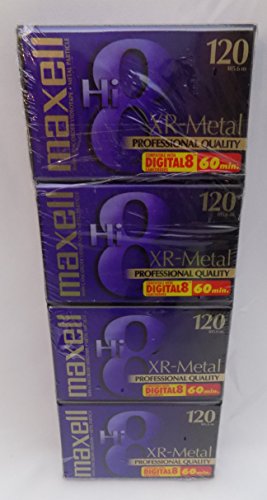 maxell
Hi 8
120
XR-Metal
PROFESSIONAL QUALITY
COMPATIBLE WITH
DIGITAL8 60 min.
maxell
Hi 8
120
XR-Metal
PROFESSIONAL QUALITY
DIGITAL8 60 min.
maxell
Hi 8
120
XR-Metal
PROFESSIONAL QUALITY
DIGITAL8 60 min.
maxell
Hi 8
120
XR-Metal
PROFESSIONAL QUALITY
DIGITAL8 60 min.